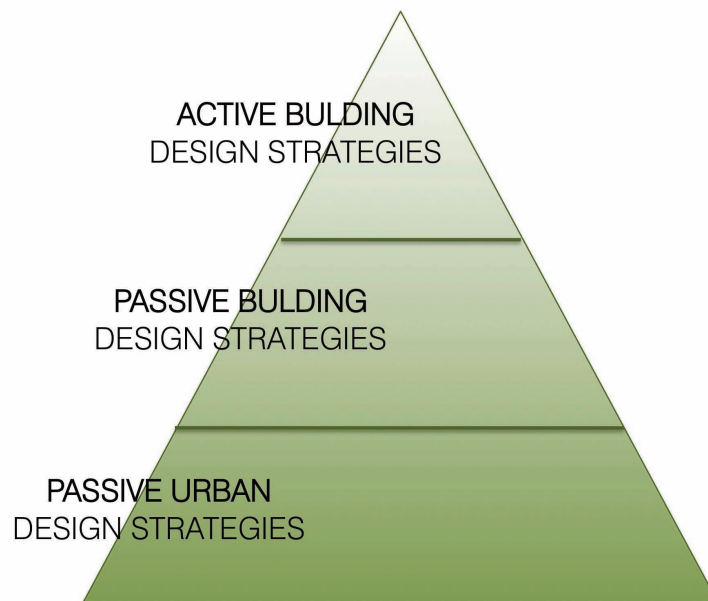 ACTIVE BULDING
DESIGN STRATEGIES
PASSIVE BULDING
DESIGN STRATEGIES
PASSIVE URBAN
DESIGN STRATEGIES